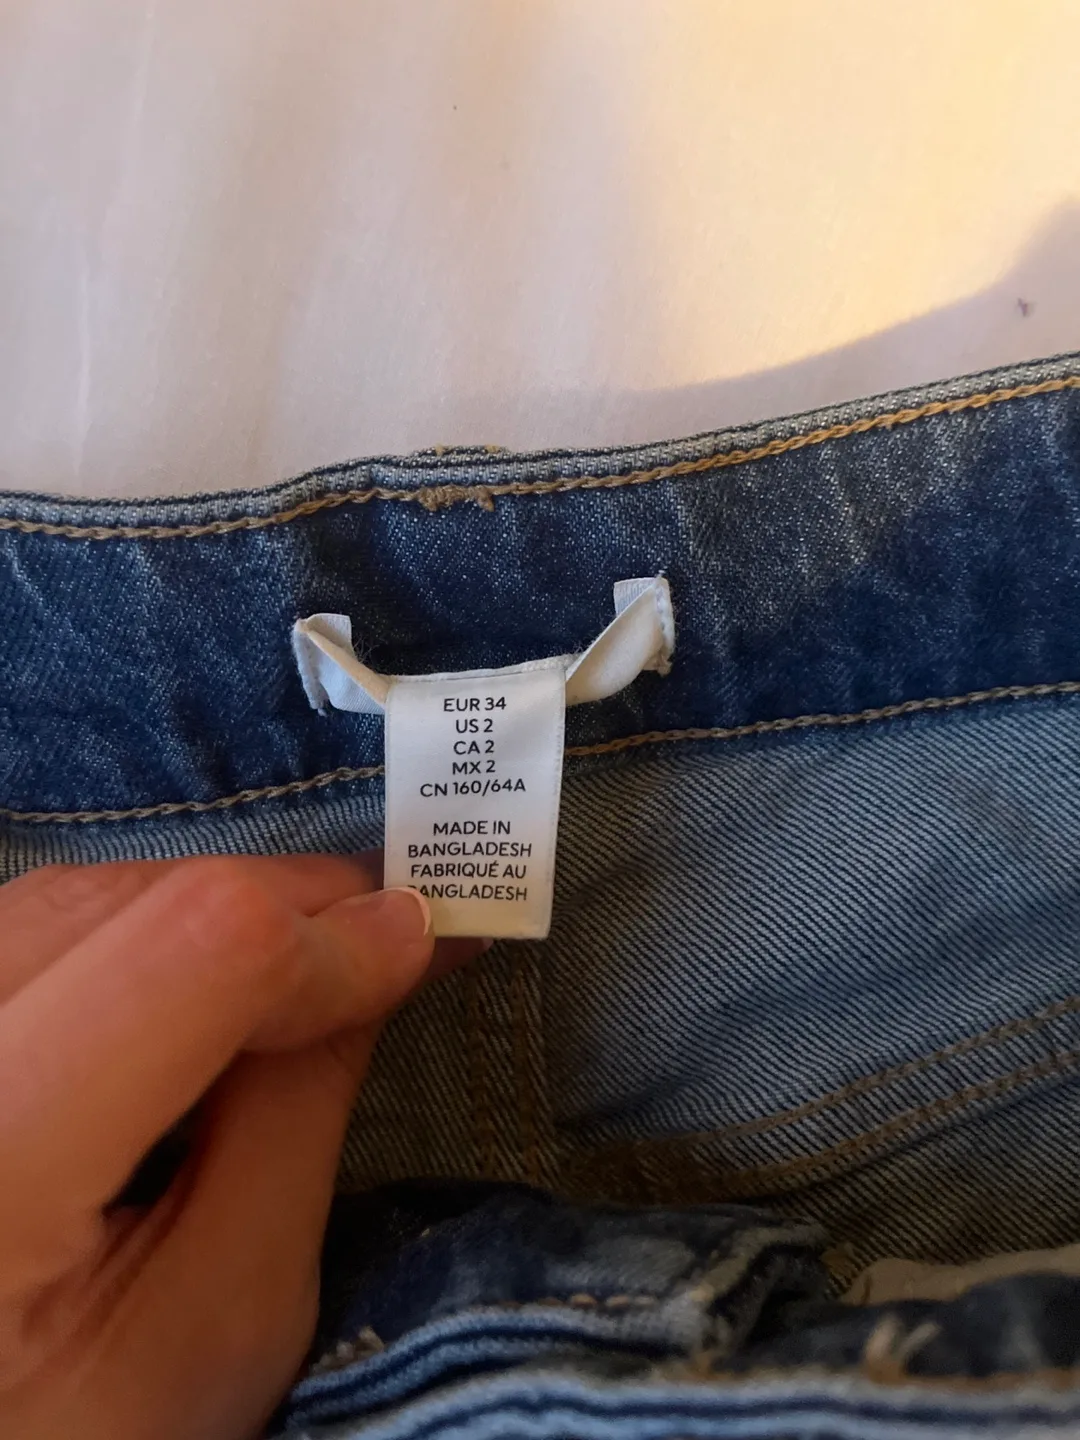 EUR 34
US 2
CA 2
MX 2
CN 160/64A
MADE IN
BANGLADESH
FABRIQUÉ AU
BANGLADESH